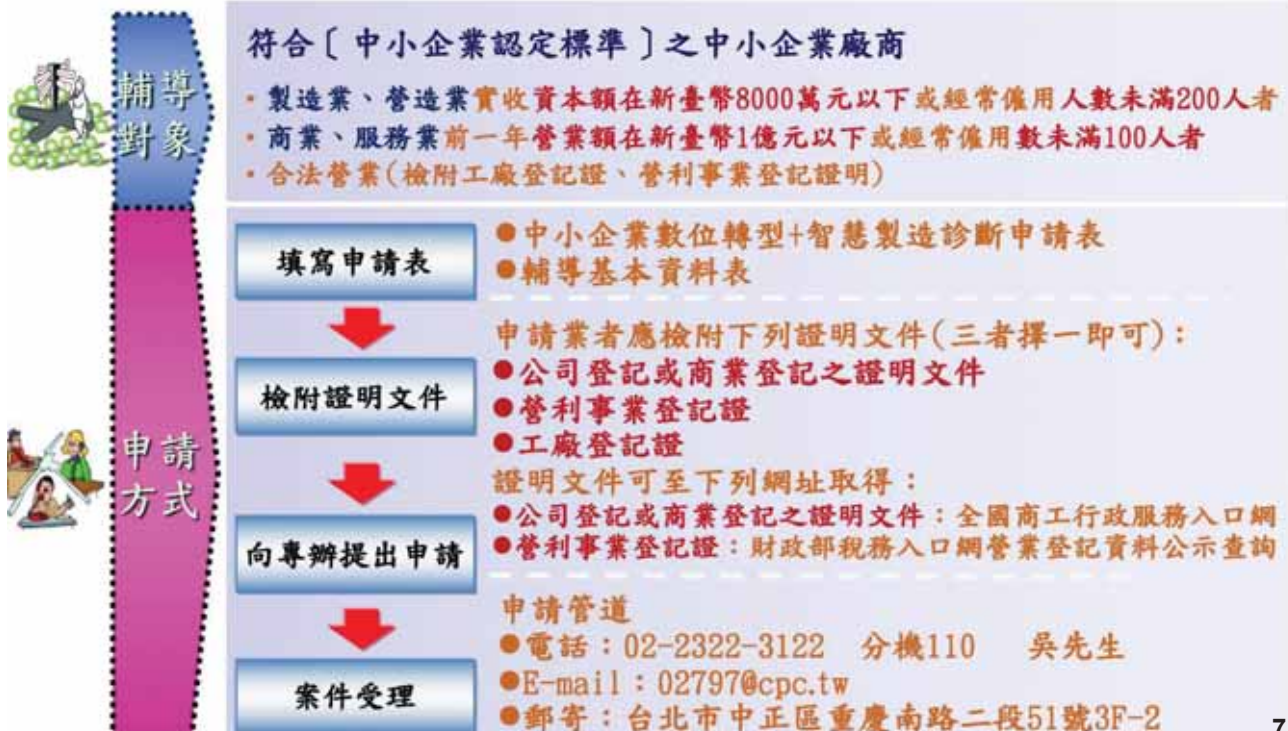 輔導
對象
符合〔中小企業認定標準〕之中小企業廠商
・製造業、營造業實收資本額在新臺幣8000萬元以下或經常僱用人數未滿200人者
・商業、服務業前一年營業額在新臺幣1億元以下或經常僱用數未滿100人者
・合法營業(檢附工廠登記證、營利事業登記證明)
申請
方式
填寫申請表
●中小企業數位轉型+智慧製造診斷申請表
●輔導基本資料表
檢附證明文件
申請業者應檢附下列證明文件(三者擇一即可)：
●公司登記或商業登記之證明文件
●營利事業登記證
●工廠登記證
證明文件可至下列網址取得：
●公司登記或商業登記之證明文件：全國商工行政服務入口網
●營利事業登記證：財政部稅務入口網營業登記資料公示查詢
向專辦提出申請
案件受理
申請管道
●電話：02-2322-3122 分機110 吳先生
●E-mail：02797@cpc.tw
●郵寄：台北市中正區重慶南路二段51號3F-2
7